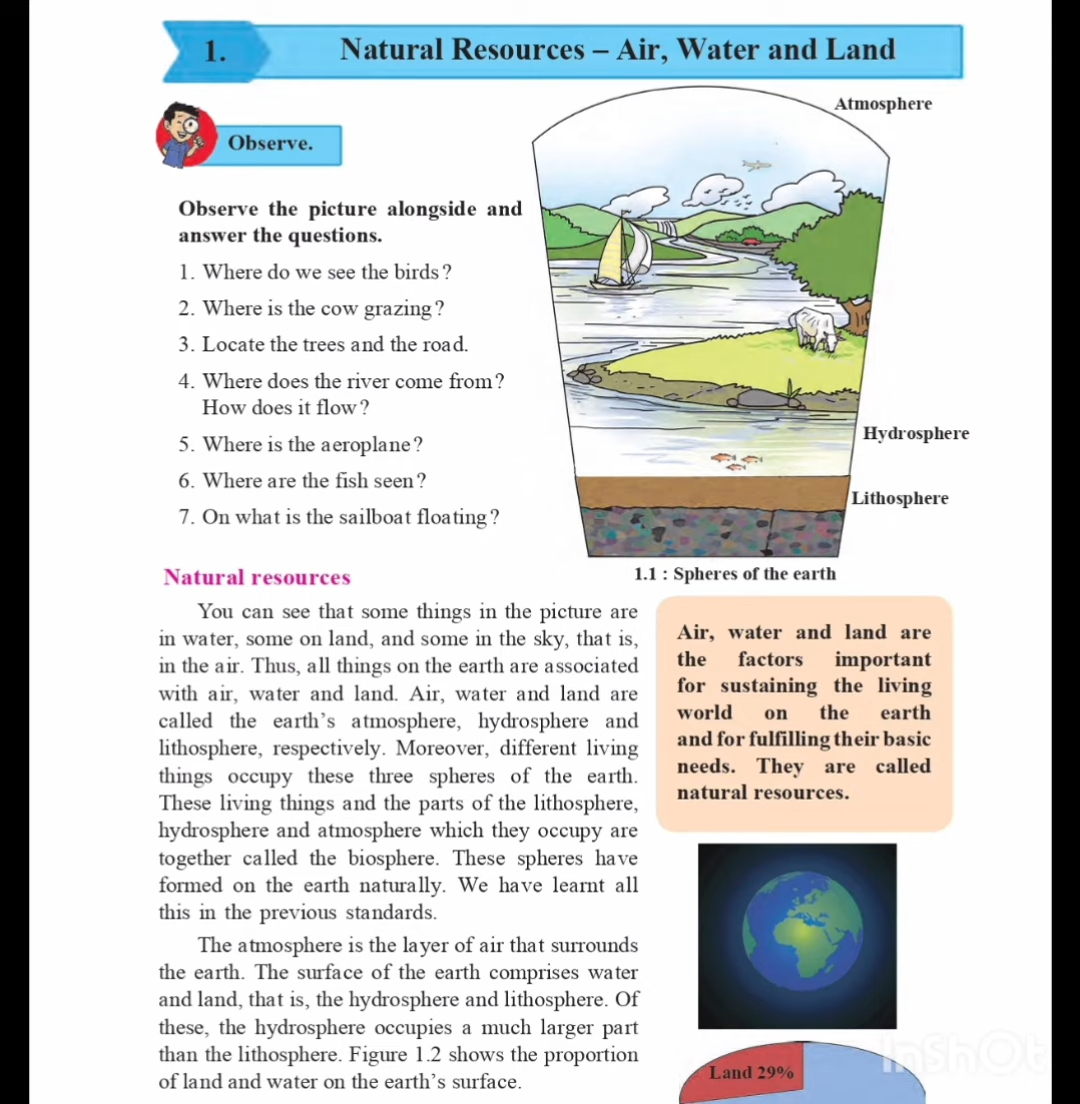 1.
Natural Resources – Air, Water and Land
Observe.
Observe the picture alongside and
answer the questions.
1. Where do we see the birds?
2. Where is the cow grazing?
3. Locate the trees and the road.
4. Where does the river come from?
How does it flow?
5. Where is the aeroplane?
6. Where are the fish seen?
7. On what is the sailboat floating?
Atmosphere
Hydrosphere
Lithosphere
1.1 : Spheres of the earth
Natural resources
You can see that some things in the picture are
in water, some on land, and some in the sky, that is,
in the air. Thus, all things on the earth are associated
with air, water and land. Air, water and land are
called the earth's atmosphere, hydrosphere and
lithosphere, respectively. Moreover, different living
things occupy these three spheres of the earth.
These living things and the parts of the lithosphere,
hydrosphere and atmosphere which they occupy are
together called the biosphere. These spheres have
formed on the earth naturally. We have learnt all
this in the previous standards.
The atmosphere is the layer of air that surrounds
the earth. The surface of the earth comprises water
and land, that is, the hydrosphere and lithosphere. Of
these, the hydrosphere occupies a much larger part
than the lithosphere. Figure 1.2 shows the proportion
of land and water on the earth's surface.
Air, water and land are
the factors important
for sustaining the living
world on the earth
and for fulfilling their basic
needs. They are called
natural resources.
Land 29%
InShOt